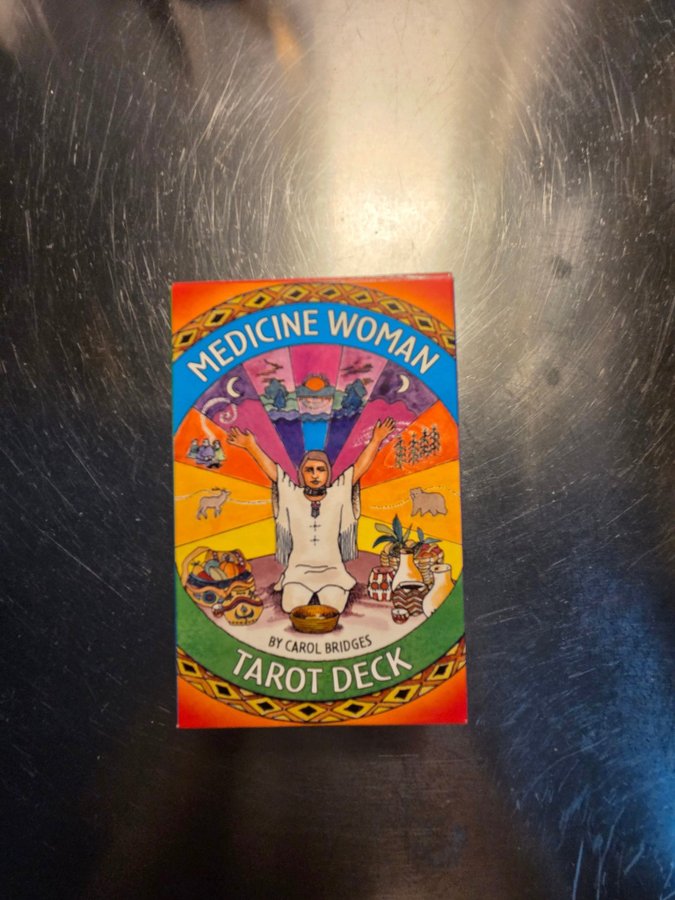 MEDICINE WOMAN
BY CAROL BRIDGES
TAROT DECK